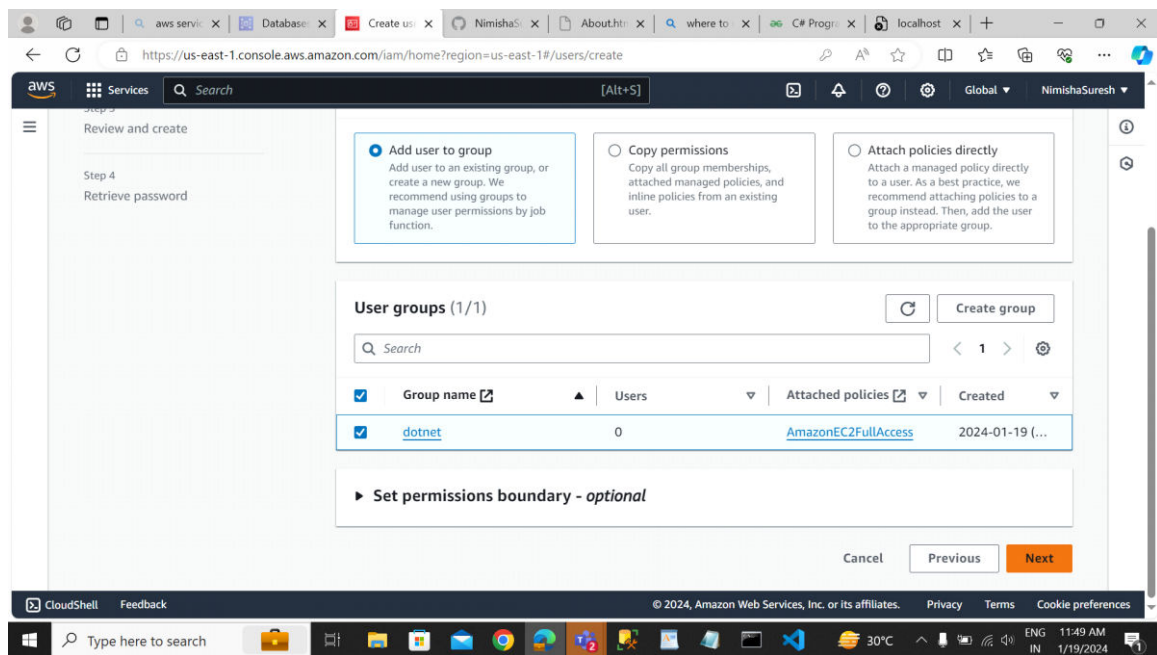 aws servic
Database
Create us
NimishaS
About.htn
where to
C# Progra
localhost
https://us-east-1.console.aws.amazon.com/iam/home?region=us-east-1#/users/create
aws
Services
Search
[Alt+S]
Global
NimishaSuresh
Step 3
Review and create
Step 4
Retrieve password
Add user to group
Add user to an existing group, or
create a new group. We
recommend using groups to
manage user permissions by job
function.
Copy permissions
Copy all group memberships,
attached managed policies, and
inline policies from an existing
user.
Attach policies directly
Attach a managed policy directly
to a user. As a best practice, we
recommend attaching policies to a
group instead. Then, add the user
to the appropriate group.
User groups (1/1)
Create group
Search
1
Group name
Users
Attached policies
Created
dotnet
0
AmazonEC2FullAccess
2024-01-19 (...
Set permissions boundary - optional
Cancel
Previous
Next
CloudShell
Feedback
© 2024, Amazon Web Services, Inc. or its affiliates.
Privacy
Terms
Cookie preferences
Type here to search
2
30°C
ENG
IN
11:49 AM
1/19/2024
1